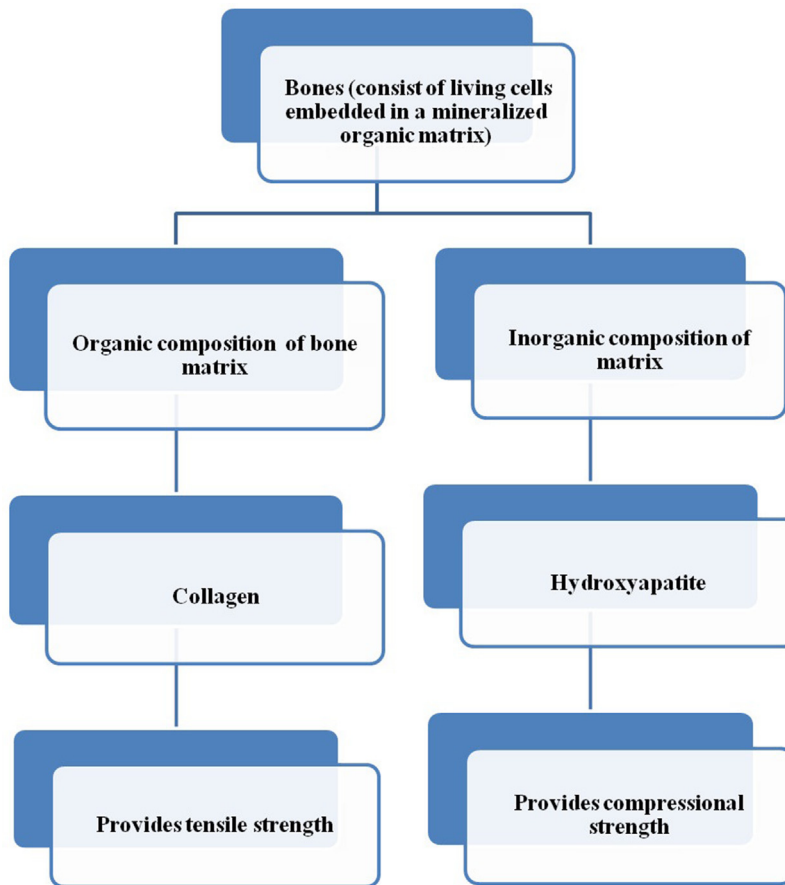 Bones (consist of living cells
embedded in a mineralized
organic matrix)
Organic composition of bone
matrix
Inorganic composition of
matrix
Collagen
Hydroxyapatite
Provides tensile strength
Provides compressional
strength